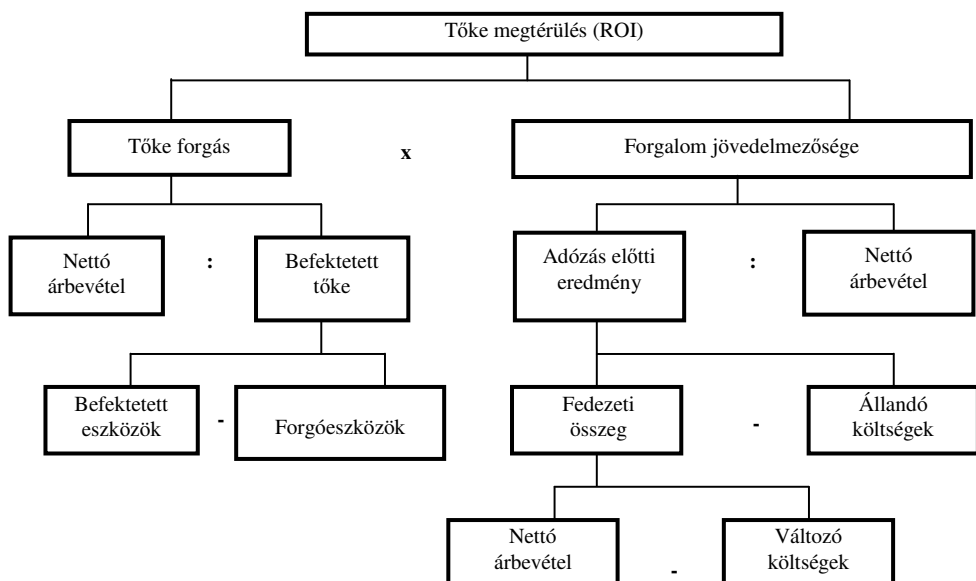 Tőke megtérülés (ROI)
Tőke forgás
x
Forgalom jövedelmezősége
Nettó
árbevétel
:
Befektetett
tőke
Adózás előtti
eredmény
:
Nettó
árbevétel
Befektetett
eszközök
-
Forgóeszközök
Fedezeti
összeg
-
Állandó
költségek
Nettó
árbevétel
-
Változó
költségek